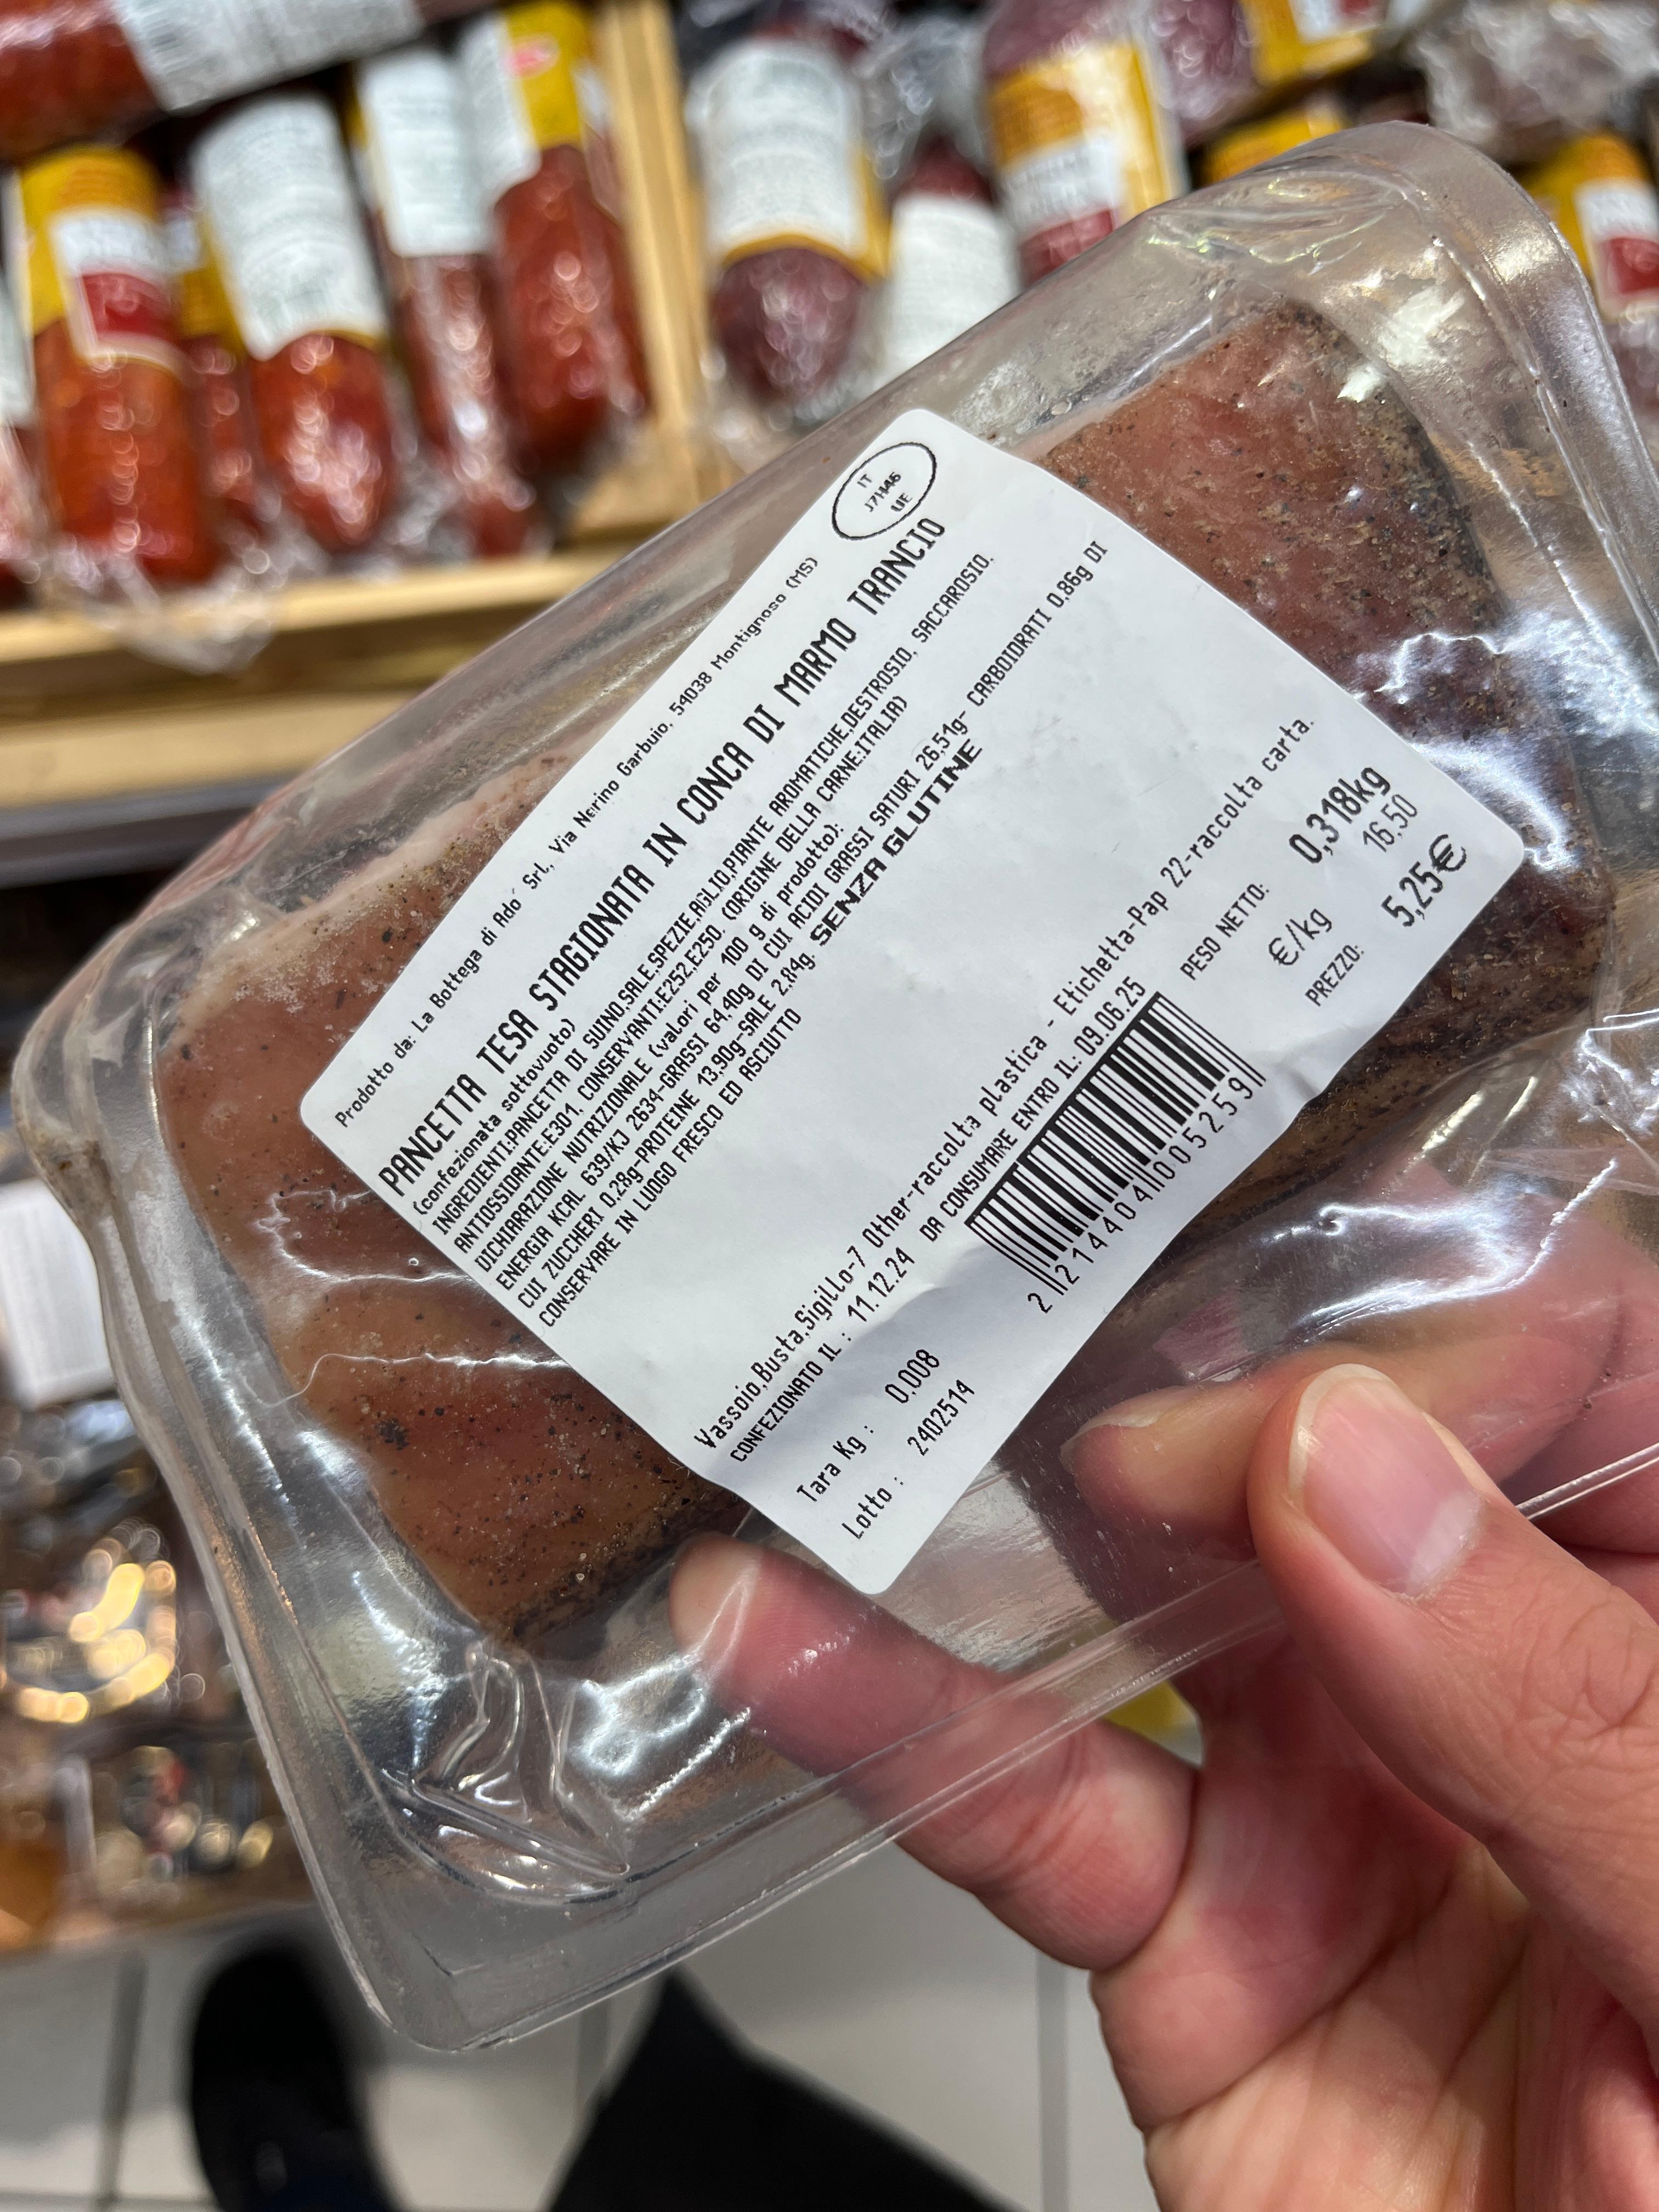 IT
J7H46
UE
Prodotto da: La Bottega di Adò Srl, Via Nerino Garbuio, 54038 Montignoso (MS)
PANCETTA TESA STAGIONATA IN CONCA DI MARMO TRANCIO
(confezionata sottovuoto)
INGREDIENTI:PANCETTA DI SUINO,SALE,SPEZIE,AGLIO,PIANTE AROMATICHE,DESTROSIO, SACCAROSIO.
ANTIOSSIDANTE:E301, CONSERVANTI:E252,E250. (ORIGINE DELLA CARNE:ITALIA)
DICHIARAZIONE NUTRIZIONALE (valori per 100 g di prodotto):
ENERGIA KCAL 639/KJ 2634-GRASSI 64,40g DI CUI ACIDI GRASSI SATURI 26,51g- CARBOIDRATI 0,86g DI
CUI ZUCCHERI 0,28g-PROTEINE 13,90g-SALE 2,84g. SENZA GLUTINE
CONSERVARE IN LUOGO FRESCO ED ASCIUTTO
Vassoio,Busta,Sigillo-7 Other-raccolta plastica - Etichetta-Pap 22-raccolta carta.
CONFEZIONATO IL : 11.12.24 DA CONSUMARE ENTRO IL: 09.06.25
PESO NETTO: 0,318kg
€/kg 16,50
PREZZO: 5,25€
Tara Kg : 0,008
Lotto : 2402514
2 214404 005259